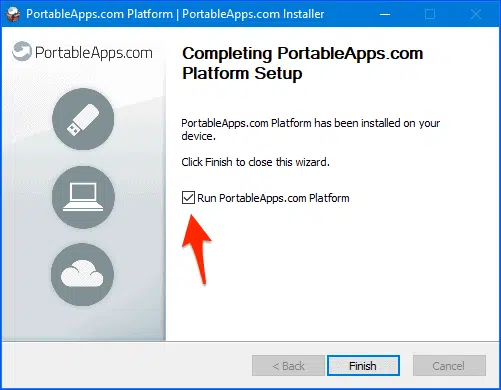 PortableApps.com Platform | PortableApps.com Installer
PortableApps.com
Completing PortableApps.com
Platform Setup
PortableApps.com Platform has been installed on your
device.
Click Finish to close this wizard.
Run PortableApps.com Platform
< Back
Finish
Cancel